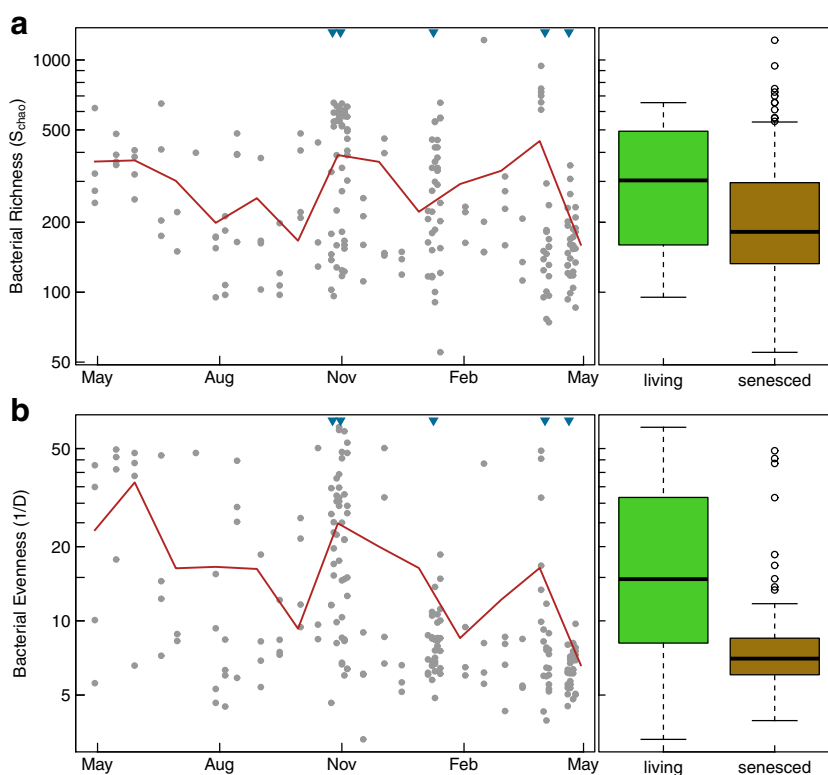 a
Bacterial Richness (Schao)
1000
500
200
100
50
May Aug Nov Feb May
living senesced
b
Bacterial Evenness (1/D)
50
20
10
5
May Aug Nov Feb May
living senesced